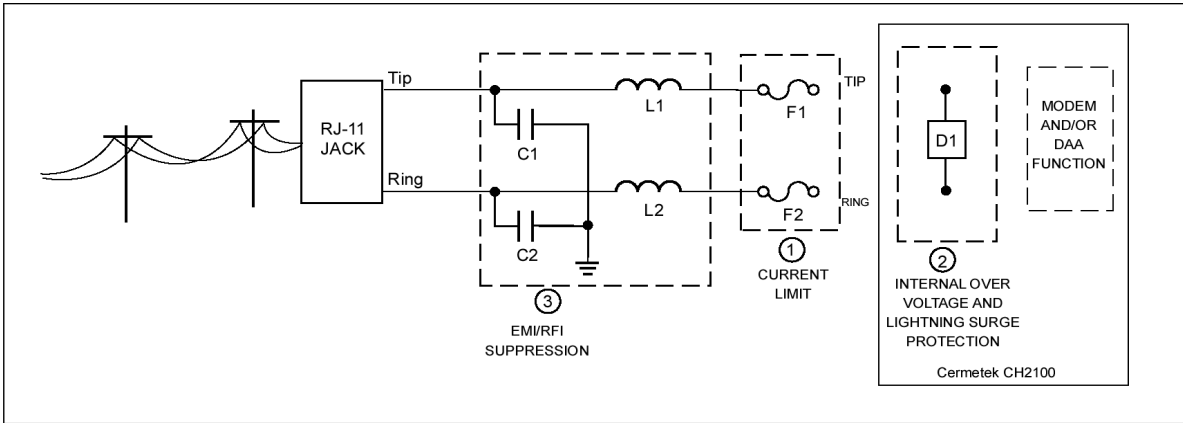 Tip
RJ-11
JACK
Ring
C1
C2
L1
L2
3
EMI/RFI
SUPPRESSION
F1
F2
TIP
RING
1
CURRENT
LIMIT
D1
2
INTERNAL OVER
VOLTAGE AND
LIGHTNING SURGE
PROTECTION
MODEM
AND/OR
DAA
FUNCTION
Cermetek CH2100